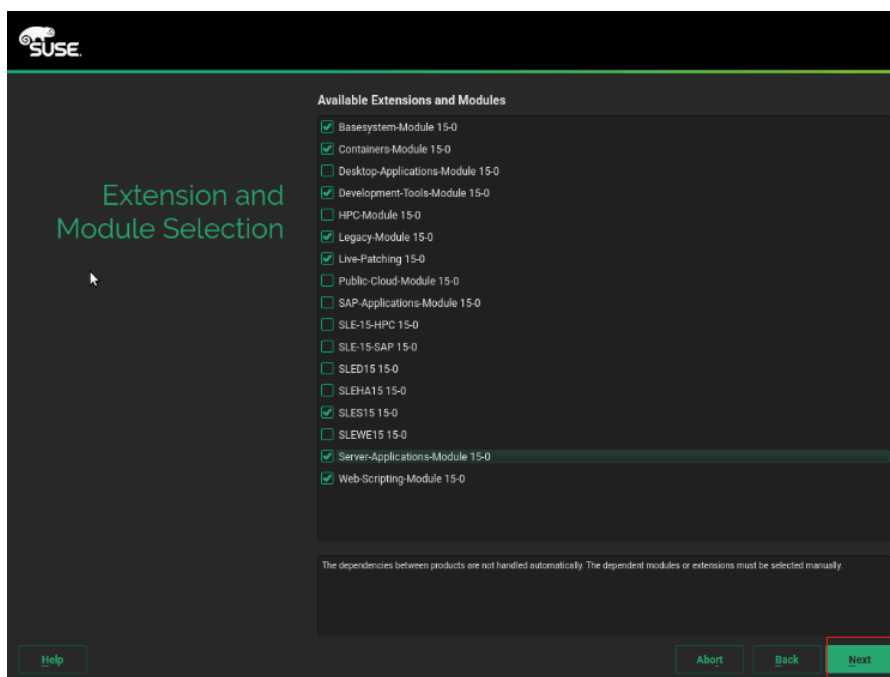 SUSE.
Available Extensions and Modules
Basesystem-Module 15-0
Containers-Module 15-0
Desktop-Applications-Module 15-0
Development-Tools-Module 15-0
HPC-Module 15-0
Legacy-Module 15-0
Live-Patching 15-0
Public-Cloud-Module 15-0
SAP-Applications-Module 15-0
SLE-15-HPC 15-0
SLE-15-SAP 15-0
SLED15 15-0
SLEHA15 15-0
SLES15 15-0
SLEWE15 15-0
Server-Applications-Module 15-0
Web-Scripting-Module 15-0
Extension and
Module Selection
The dependencies between products are not handled automatically. The dependent modules or extensions must be selected manually.
Help
Abort
Back
Next